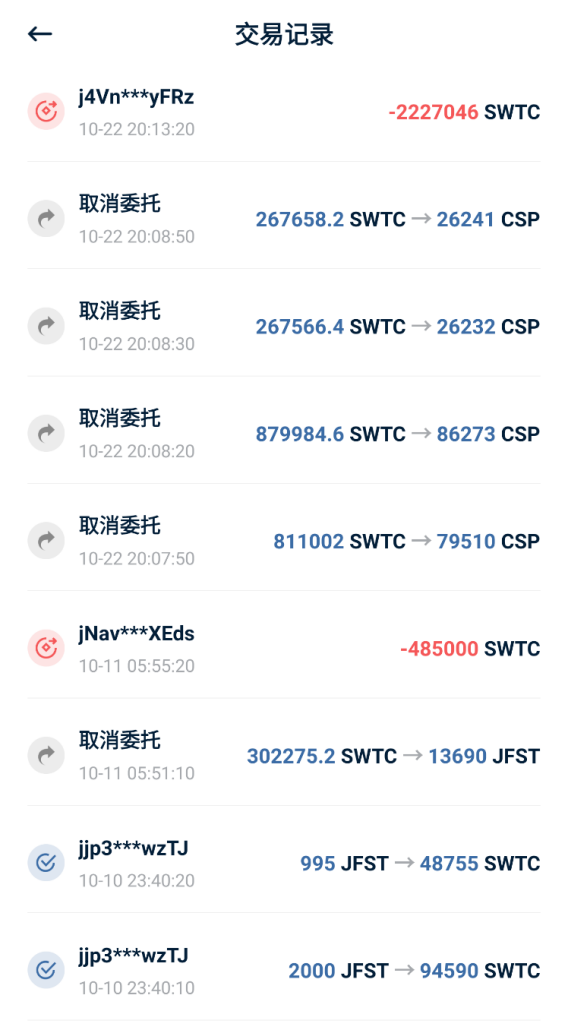 交易记录
j4Vn***yFRz
-2227046 SWTC
10-22 20:13:20
取消委托
267658.2 SWTC → 26241 CSP
10-22 20:08:50
取消委托
267566.4 SWTC → 26232 CSP
10-22 20:08:30
取消委托
879984.6 SWTC → 86273 CSP
10-22 20:08:20
取消委托
811002 SWTC → 79510 CSP
10-22 20:07:50
jNav***XEds
-485000 SWTC
10-11 05:55:20
取消委托
302275.2 SWTC → 13690 JFST
10-11 05:51:10
jjp3***wzTJ
995 JFST → 48755 SWTC
10-10 23:40:20
jjp3***wzTJ
2000 JFST → 94590 SWTC
10-10 23:40:10